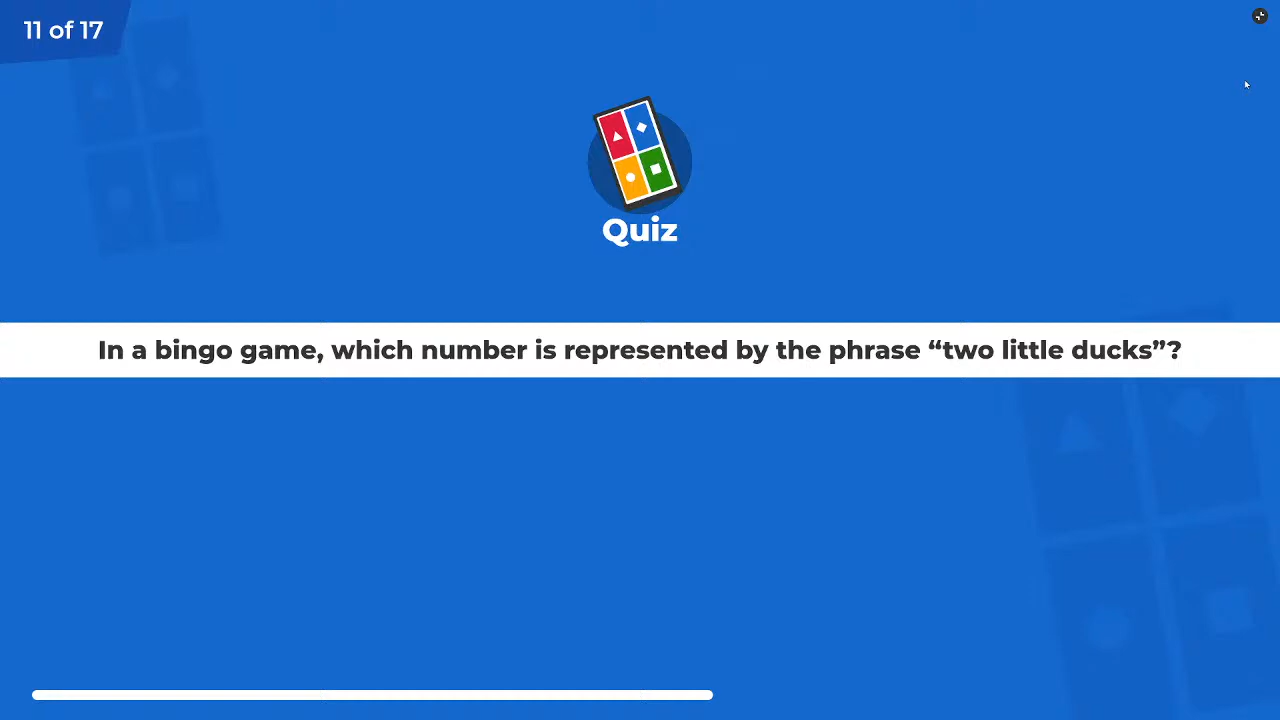 11 of 17
Quiz
In a bingo game, which number is represented by the phrase “two little ducks”?